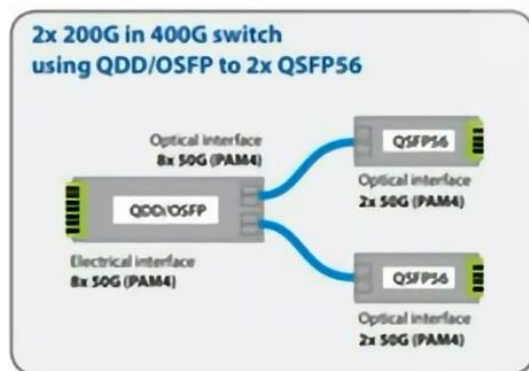 2x 200G in 400G switch
using QDD/OSFP to 2x QSFP56
Optical interface
8x 50G (PAM4)
QSFP56
Optical interface
2x 50G (PAM4)
QDD/OSFP
Electrical interface
8x 50G (PAM4)
QSFP56
Optical interface
2x 50G (PAM4)